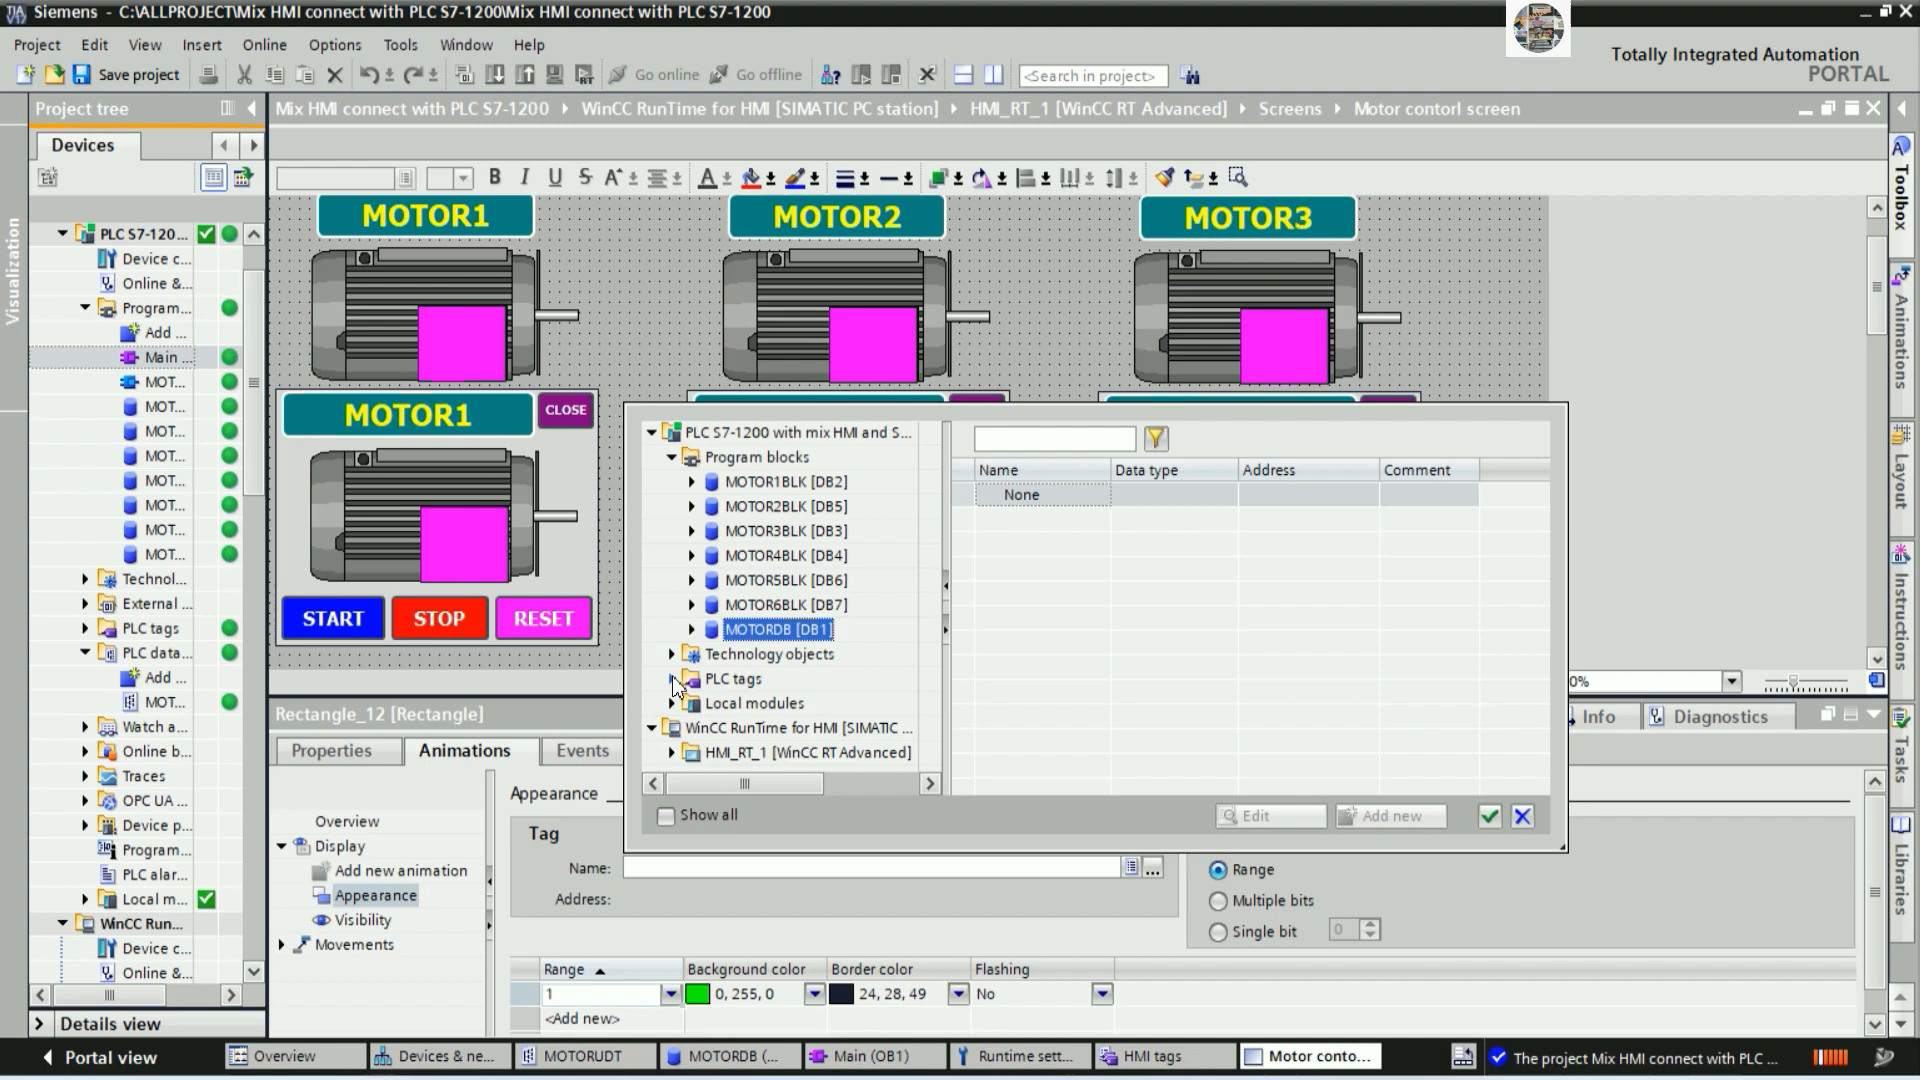 Siemens - C:\ALLPROJECT\Mix HMI connect with PLC S7-1200\Mix HMI connect with PLC S7-1200
Project Edit View Insert Online Options Tools Window Help
Totally Integrated Automation
PORTAL
Save project
Go online
Go offline
<Search in project>
Project tree
Mix HMI connect with PLC S7-1200 › WinCC RunTime for HMI [SIMATIC PC station] › HMI_RT_1 [WinCC RT Advanced] › Screens › Motor contorl screen
Devices
B I U S A
Visualization
PLC S7-120...
Device c...
Online &...
Program...
Add ...
Main ...
MOT...
MOT...
MOT...
MOT...
MOT...
MOT...
MOT...
MOT...
Technol...
External ...
PLC tags
PLC data...
Add ...
MOT...
Watch a...
Online b...
Traces
OPC UA ...
Device p...
Program...
PLC alar...
Local m...
WinCC Run...
Device c...
Online &...
Details view
MOTOR1
MOTOR2
MOTOR3
MOTOR1
CLOSE
START
STOP
RESET
PLC S7-1200 with mix HMI and S...
Program blocks
MOTOR1BLK [DB2]
MOTOR2BLK [DB5]
MOTOR3BLK [DB3]
MOTOR4BLK [DB4]
MOTOR5BLK [DB6]
MOTOR6BLK [DB7]
MOTORDB [DB1]
Technology objects
PLC tags
Local modules
WinCC RunTime for HMI [SIMATIC ...
HMI_RT_1 [WinCC RT Advanced]
Name Data type Address Comment
None
Show all
Edit
Add new
0%
Rectangle_12 [Rectangle]
Info
Diagnostics
Properties
Animations
Events
Overview
Display
Add new animation
Appearance
Visibility
Movements
Appearance
Tag
Name:
Address:
Range
Multiple bits
Single bit
0
Range Background color Border color Flashing
1 0, 255, 0 24, 28, 49 No
<Add new>
Toolbox
Animations
Layout
Instructions
Tasks
Libraries
Portal view
Overview
Devices & ne...
MOTORUDT
MOTORDB (...
Main (OB1)
Runtime sett...
HMI tags
Motor conto...
The project Mix HMI connect with PLC ...